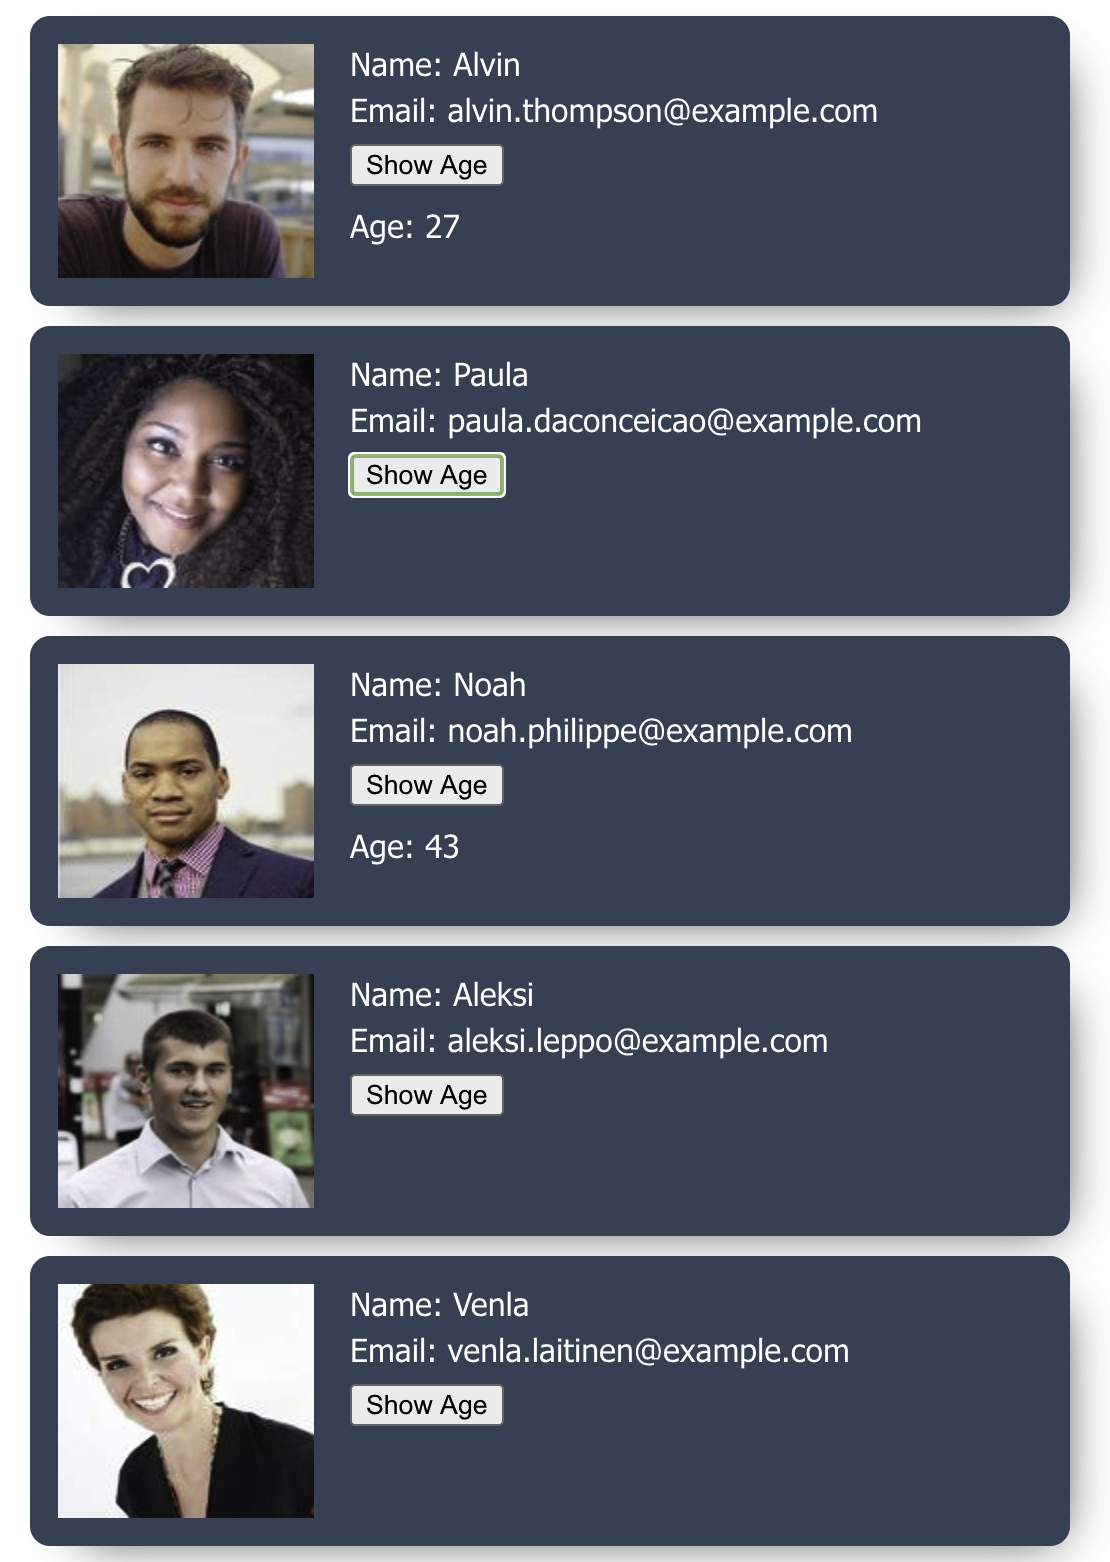 Name: Alvin
Email: alvin.thompson@example.com
Show Age
Age: 27
Name: Paula
Email: paula.daconceicao@example.com
Show Age
Name: Noah
Email: noah.philippe@example.com
Show Age
Age: 43
Name: Aleksi
Email: aleksi.leppo@example.com
Show Age
Name: Venla
Email: venla.laitinen@example.com
Show Age